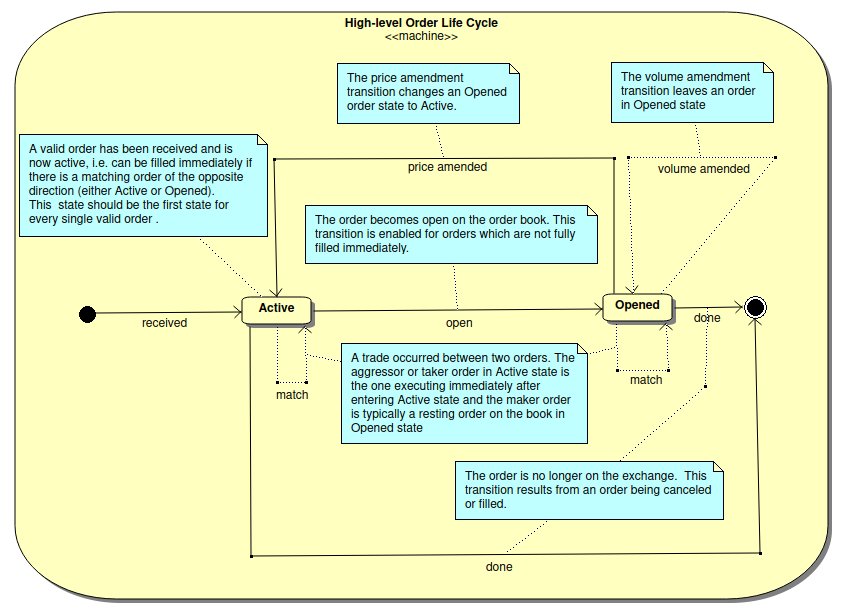 High-level Order Life Cycle
<<machine>>
The price amendment
transition changes an Opened
order state to Active.
The volume amendment
transition leaves an order
in Opened state
A valid order has been received and is
now active, i.e. can be filled immediately if
there is a matching order of the opposite
direction (either Active or Opened).
This  state should be the first state for
every single valid order .
price amended
volume amended
The order becomes open on the order book. This
transition is enabled for orders which are not fully
filled immediately.
Active
Opened
received
open
done
A trade occurred between two orders. The
aggressor or taker order in Active state is
the one executing immediately after
entering Active state and the maker order
is typically a resting order on the book in
Opened state
match
match
The order is no longer on the exchange.  This
transition results from an order being canceled
or filled.
done